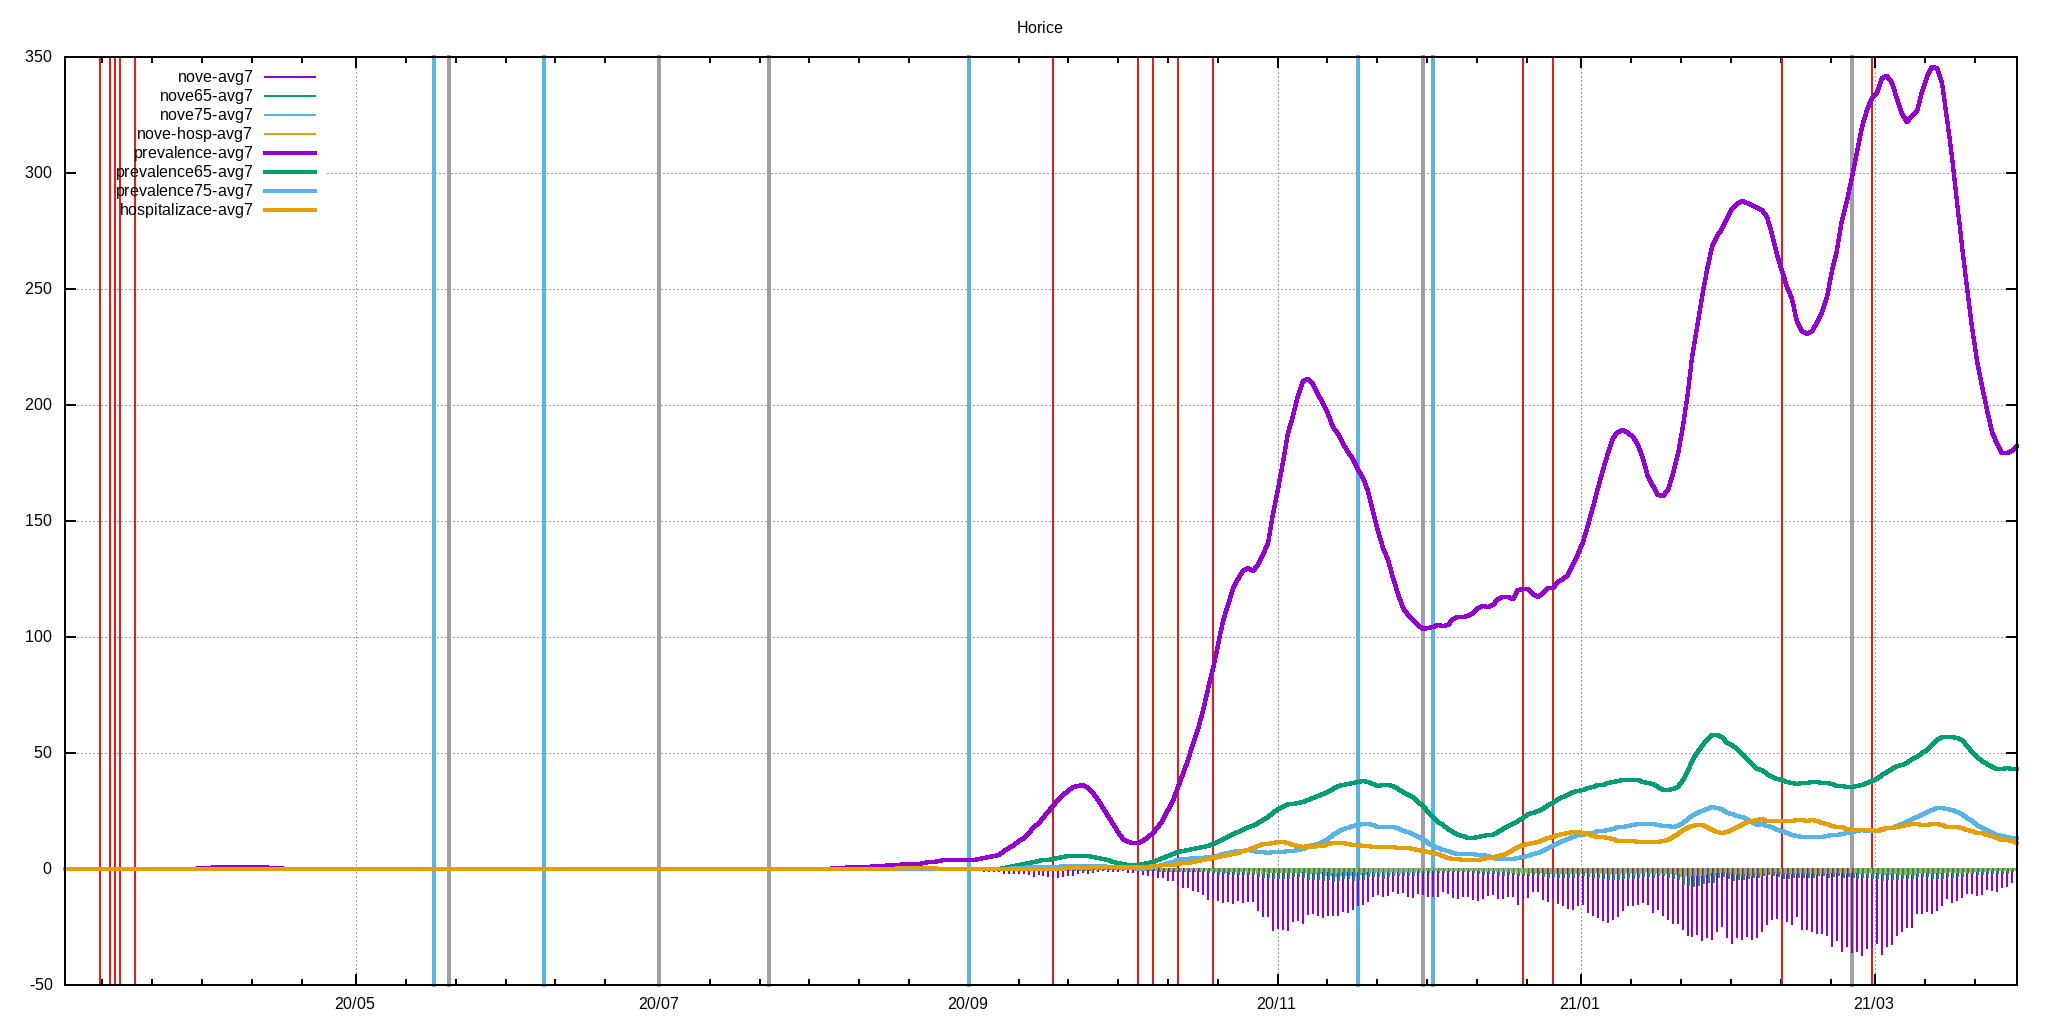 Horice
350
nove-avg7
nove65-avg7
nove75-avg7
nove-hosp-avg7
prevalence-avg7
prevalence65-avg7
prevalence75-avg7
hospitalizace-avg7
300
250
200
150
100
50
0
-50
20/05 20/07 20/09 20/11 21/01 21/03